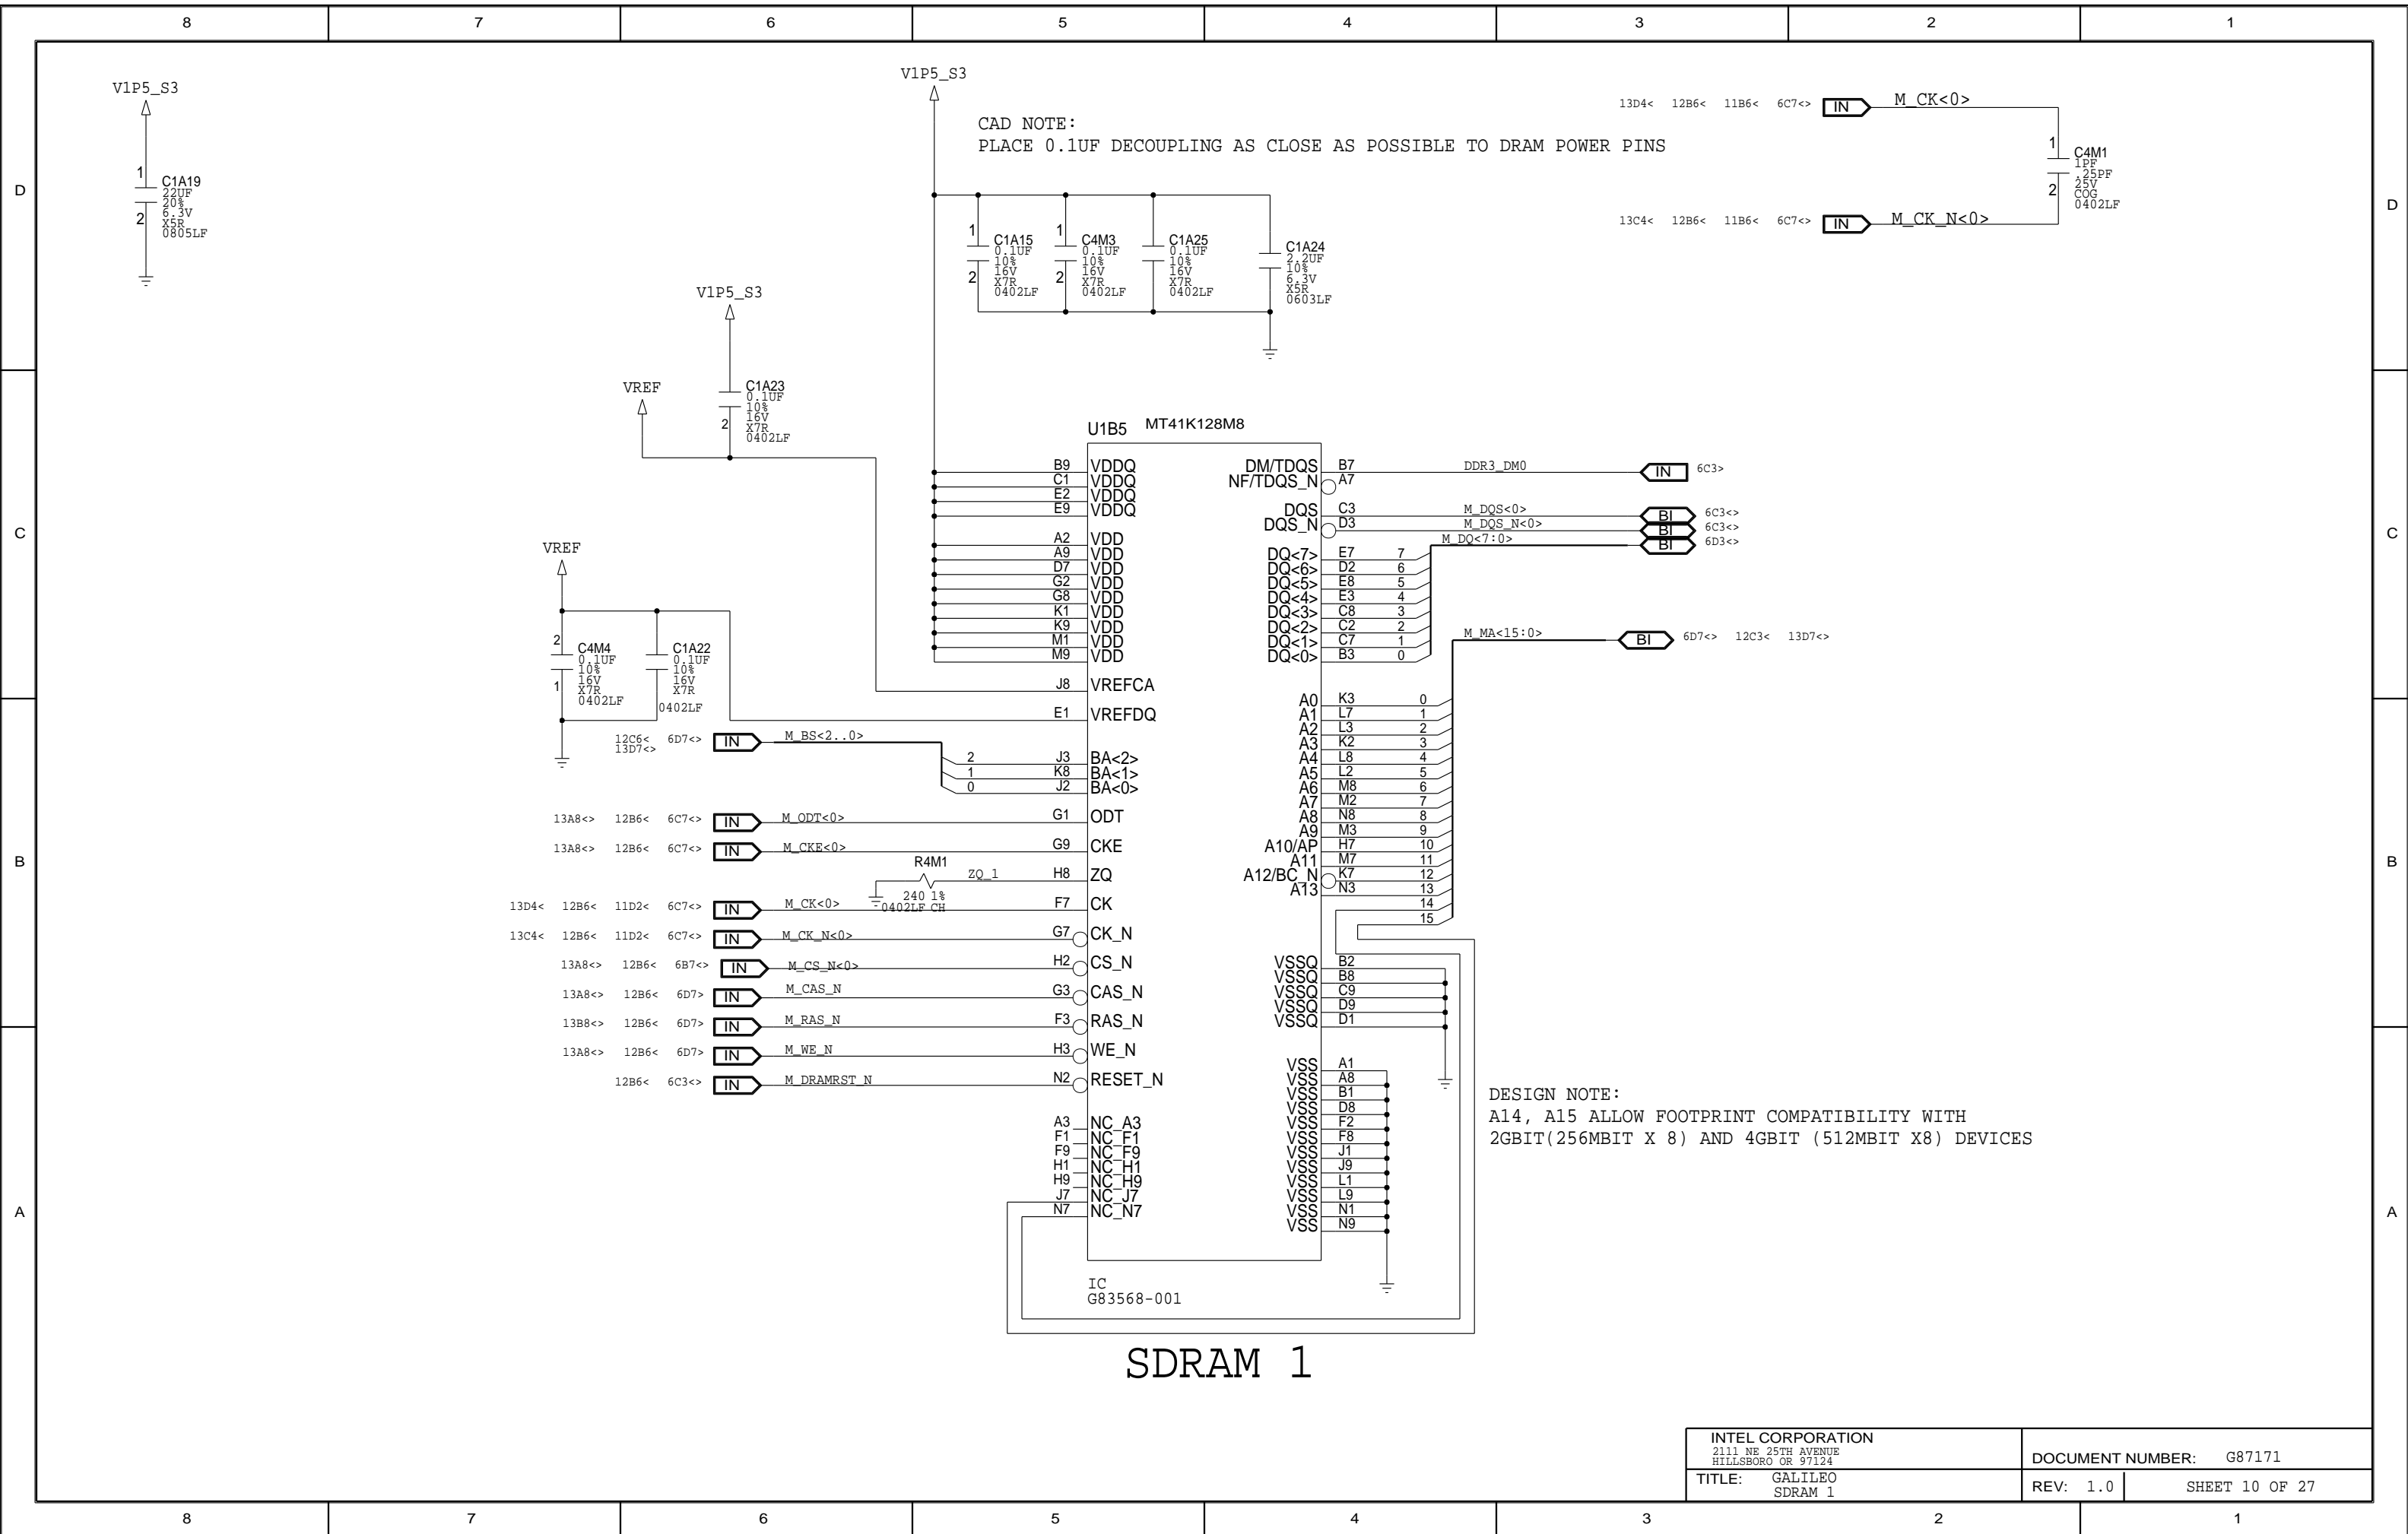 8 7 6 5 4 3 2 1
D
C
B
A
D
C
B
A
V1P5_S3
1
2
C1A19
22UF
20%
6.3V
X5R
0805LF
V1P5_S3
CAD NOTE:
PLACE 0.1UF DECOUPLING AS CLOSE AS POSSIBLE TO DRAM POWER PINS
1
2
C1A15
0.1UF
10%
16V
X7R
0402LF
1
2
C4M3
0.1UF
10%
16V
X7R
0402LF
C1A25
0.1UF
10%
16V
X7R
0402LF
C1A24
2.2UF
10%
6.3V
X5R
0603LF
13D4< 12B6< 11B6< 6C7<> IN M_CK<0>
1
2
C4M1
1PF
.25PF
25V
COG
0402LF
13C4< 12B6< 11B6< 6C7<> IN M_CK_N<0>
V1P5_S3
VREF
2
C1A23
0.1UF
10%
16V
X7R
0402LF
VREF
2
1
C4M4
0.1UF
10%
16V
X7R
0402LF
C1A22
0.1UF
10%
16V
X7R
0402LF
U1B5 MT41K128M8
B9 VDDQ
C1 VDDQ
E2 VDDQ
E9 VDDQ
A2 VDD
A9 VDD
D7 VDD
G2 VDD
G8 VDD
K1 VDD
K9 VDD
M1 VDD
M9 VDD
J8 VREFCA
E1 VREFDQ
12C6< 6D7<> IN M_BS<2..0>
13D7<>
2 J3 BA<2>
1 K8 BA<1>
0 J2 BA<0>
13A8<> 12B6< 6C7<> IN M_ODT<0> G1 ODT
13A8<> 12B6< 6C7<> IN M_CKE<0> G9 CKE
R4M1
240 1%
0402LF CH
ZQ_1 H8 ZQ
13D4< 12B6< 11D2< 6C7<> IN M_CK<0> F7 CK
13C4< 12B6< 11D2< 6C7<> IN M_CK_N<0> G7 CK_N
13A8<> 12B6< 6B7<> IN M_CS_N<0> H2 CS_N
13A8<> 12B6< 6D7> IN M_CAS_N G3 CAS_N
13B8<> 12B6< 6D7> IN M_RAS_N F3 RAS_N
13A8<> 12B6< 6D7> IN M_WE_N H3 WE_N
12B6< 6C3<> IN M_DRAMRST_N N2 RESET_N
A3 NC_A3
F1 NC_F1
F9 NC_F9
H1 NC_H1
H9 NC_H9
J7 NC_J7
N7 NC_N7
DM/TDQS B7 DDR3_DM0 IN 6C3>
NF/TDQS_N A7
DQS C3 M_DQS<0> BI 6C3<>
DQS_N D3 M_DQS_N<0> BI 6C3<>
M_DQ<7:0> BI 6D3<>
DQ<7> E7 7
DQ<6> D2 6
DQ<5> E8 5
DQ<4> E3 4
DQ<3> C8 3
DQ<2> C2 2
DQ<1> C7 1
DQ<0> B3 0
M_MA<15:0> BI 6D7<> 12C3< 13D7<>
A0 K3 0
A1 L7 1
A2 L3 2
A3 K2 3
A4 L8 4
A5 L2 5
A6 M8 6
A7 M2 7
A8 N8 8
A9 M3 9
A10/AP H7 10
A11 M7 11
A12/BC_N K7 12
A13 N3 13
14
15
VSSQ B2
VSSQ B8
VSSQ C9
VSSQ D9
VSSQ D1
VSS A1
VSS A8
VSS B1
VSS D8
VSS F2
VSS F8
VSS J1
VSS J9
VSS L1
VSS L9
VSS N1
VSS N9
DESIGN NOTE:
A14, A15 ALLOW FOOTPRINT COMPATIBILITY WITH
2GBIT(256MBIT X 8) AND 4GBIT (512MBIT X8) DEVICES
IC
G83568-001
SDRAM 1
INTEL CORPORATION
2111 NE 25TH AVENUE
HILLSBORO OR 97124
TITLE: GALILEO
SDRAM 1
DOCUMENT NUMBER: G87171
REV: 1.0 SHEET 10 OF 27
8 7 6 5 4 3 2 1